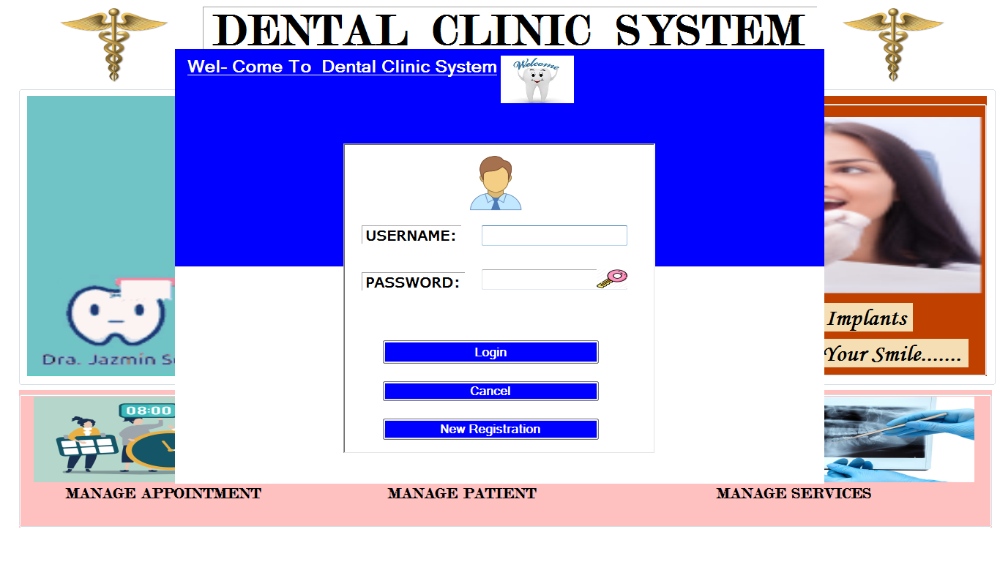 DENTAL CLINIC SYSTEM
Wel- Come To Dental Clinic System
Welcome
USERNAME:
PASSWORD:
Login
Cancel
New Registration
Dra. Jazmin
Implants
Your Smile.......
08:00
MANAGE APPOINTMENT
MANAGE PATIENT
MANAGE SERVICES